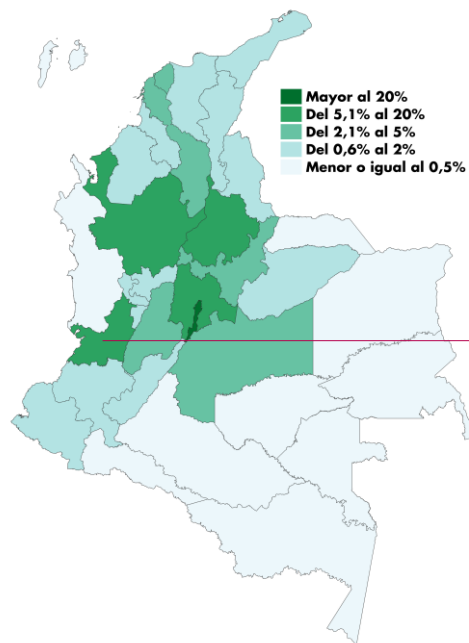 Mayor al 20%
Del 5,1% al 20%
Del 2,1% al 5%
Del 0,6% al 2%
Menor o igual al 0,5%